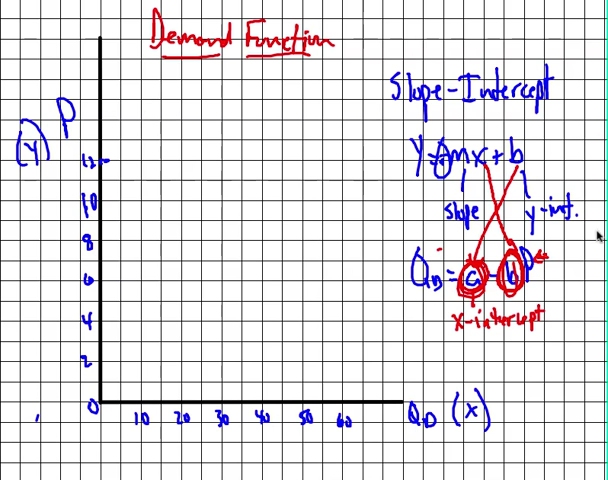 Demand Function
Slope-Intercept
P
(y)
y = mx + b
slope
y-int.
QD = a - bP
x-intercept
12
10
8
6
4
2
0
10 20 30 40 50 60
QD (x)